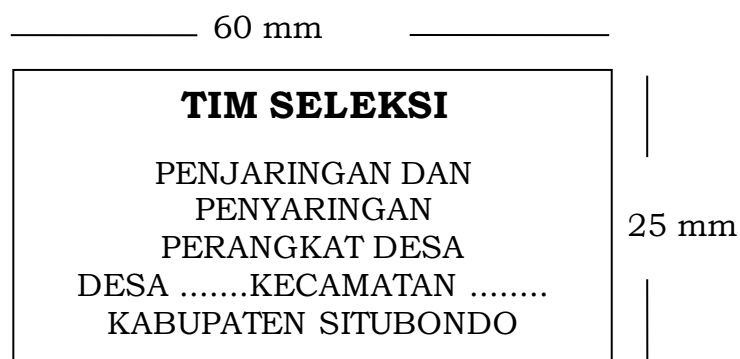 60 mm
TIM SELEKSI
PENJARINGAN DAN
PENYARINGAN
PERANGKAT DESA
25 mm
DESA .......KECAMATAN ........
KABUPATEN SITUBONDO